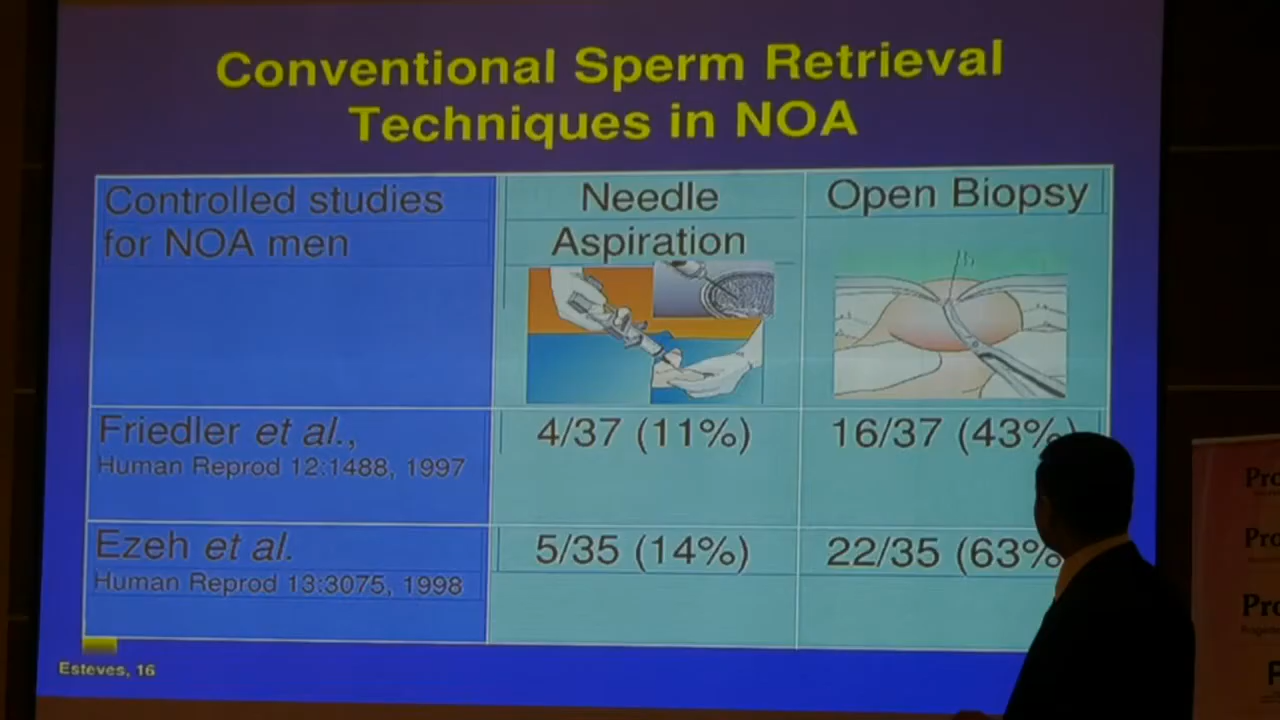 Conventional Sperm Retrieval
Techniques in NOA
Controlled studies
for NOA men
Needle
Aspiration
Open Biopsy
Friedler et al.,
Human Reprod 12:1488, 1997
4/37 (11%)
16/37 (43%)
Ezeh et al.
Human Reprod 13:3075, 1998
5/35 (14%)
22/35 (63%
Esteves, 16